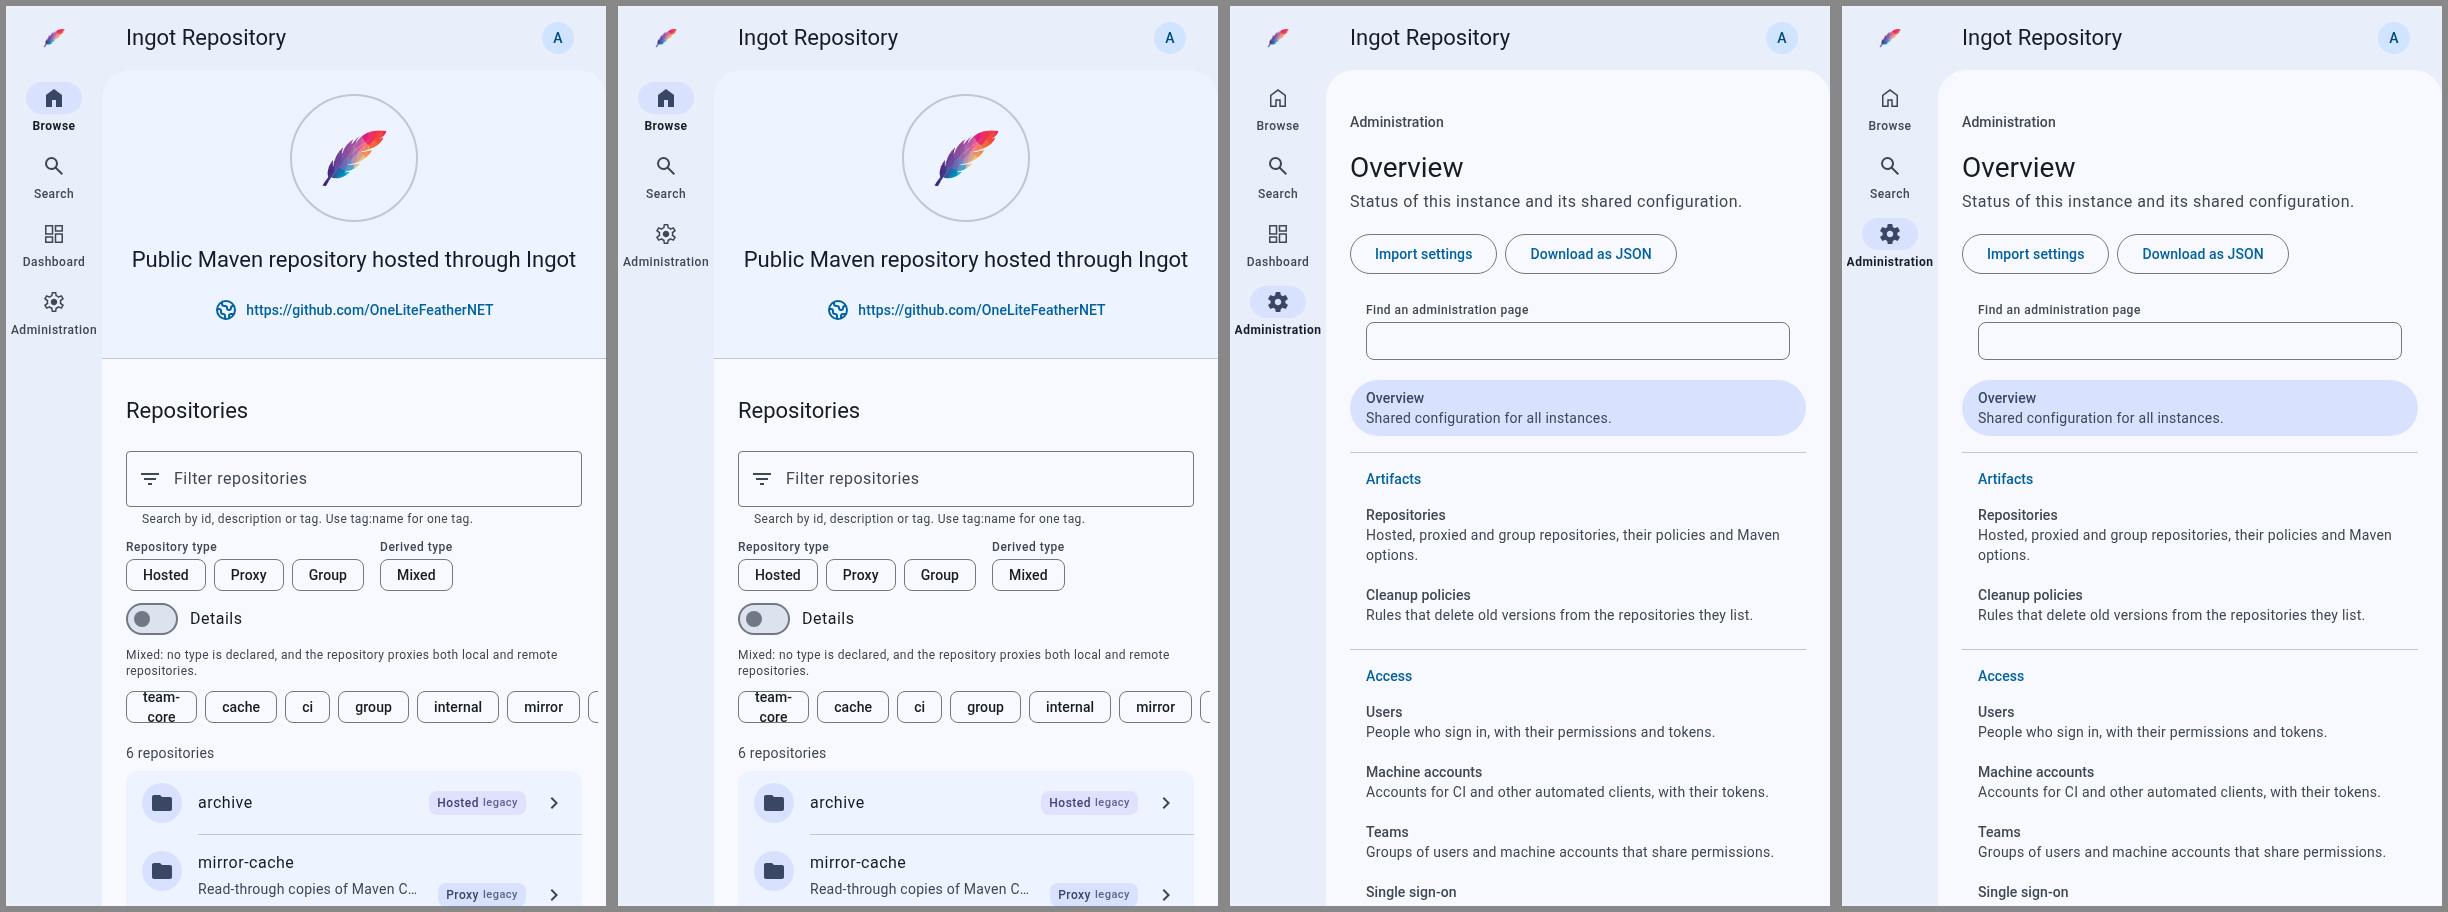 Ingot Repository
A
Browse
Search
Dashboard
Administration
Public Maven repository hosted through Ingot
https://github.com/OneLiteFeatherNET
Repositories
Filter repositories
Search by id, description or tag. Use tag:name for one tag.
Repository type
Derived type
Hosted
Proxy
Group
Mixed
Details
Mixed: no type is declared, and the repository proxies both local and remote
repositories.
team-
core
cache
ci
group
internal
mirror
6 repositories
archive
Hosted legacy
mirror-cache
Read-through copies of Maven C...
Proxy legacy
Ingot Repository
A
Browse
Search
Administration
Public Maven repository hosted through Ingot
https://github.com/OneLiteFeatherNET
Repositories
Filter repositories
Search by id, description or tag. Use tag:name for one tag.
Repository type
Derived type
Hosted
Proxy
Group
Mixed
Details
Mixed: no type is declared, and the repository proxies both local and remote
repositories.
team-
core
cache
ci
group
internal
mirror
6 repositories
archive
Hosted legacy
mirror-cache
Read-through copies of Maven C...
Proxy legacy
Ingot Repository
A
Browse
Search
Dashboard
Administration
Administration
Overview
Status of this instance and its shared configuration.
Import settings
Download as JSON
Find an administration page
Overview
Shared configuration for all instances.
Artifacts
Repositories
Hosted, proxied and group repositories, their policies and Maven
options.
Cleanup policies
Rules that delete old versions from the repositories they list.
Access
Users
People who sign in, with their permissions and tokens.
Machine accounts
Accounts for CI and other automated clients, with their tokens.
Teams
Groups of users and machine accounts that share permissions.
Single sign-on
Ingot Repository
A
Browse
Search
Administration
Administration
Overview
Status of this instance and its shared configuration.
Import settings
Download as JSON
Find an administration page
Overview
Shared configuration for all instances.
Artifacts
Repositories
Hosted, proxied and group repositories, their policies and Maven
options.
Cleanup policies
Rules that delete old versions from the repositories they list.
Access
Users
People who sign in, with their permissions and tokens.
Machine accounts
Accounts for CI and other automated clients, with their tokens.
Teams
Groups of users and machine accounts that share permissions.
Single sign-on